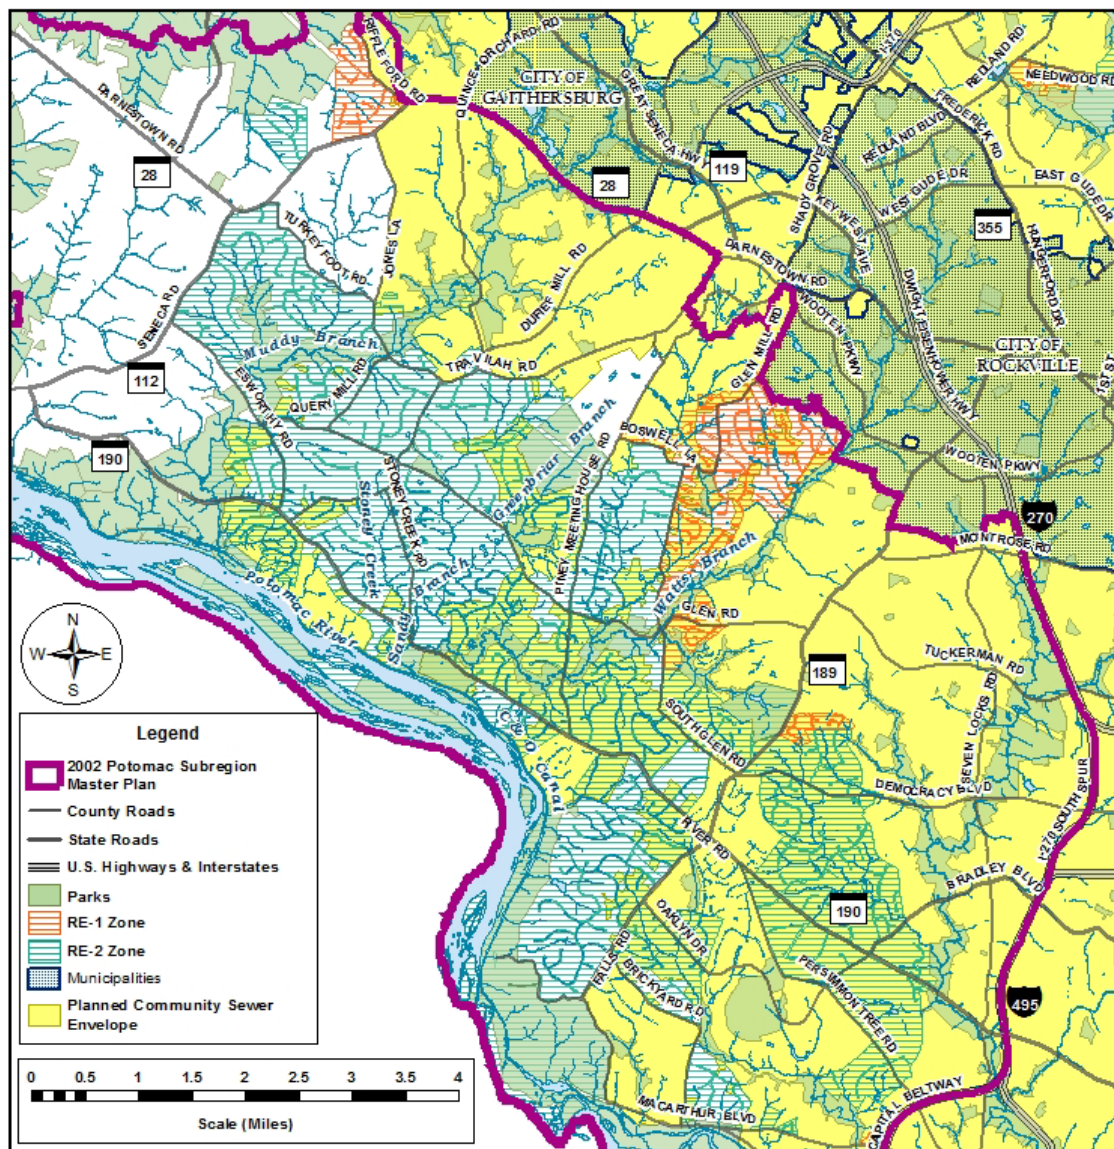 RIFFLEFORD RD
QUINCE ORCHARD RD
CITY OF
GAITHERSBURG
GREAT SENECA HWY
I-270
REDLAND RD
NEEDWOOD RD
FREDERICK RD
REDLAND BLVD
DARNESTOWN RD
28
28
119
SHADY GROVE RD
WEST GUDE DR
EAST GUDE DR
KEY WEST AVE
355
HUNGERFORD DR
TURKEY FOOT RD
JONES LA
DUFIEF MILL RD
DARNESTOWN RD
WOOTEN PKWY
DWIGHT EISENHOWER HWY
SENECA RD
Muddy Branch
TRAVILAH RD
GLEN MILL RD
CITY OF
ROCKVILLE
1ST ST
112
ESWORTHY RD
QUERY MILL RD
BOSWELL LA
190
STONEY CREEK RD
Stoney Creek
Greenbriar Branch
PINEY MEETING HOUSE RD
WOOTEN PKWY
270
MONTROSE RD
Sandy Branch
Watts Branch
Potomac River
GLEN RD
N
W
E
S
189
TUCKERMAN RD
SEVEN LOCKS RD
SOUTH GLEN RD
C & O Canal
DEMOCRACY BLVD
RIVER RD
I-270 SOUTH SPUR
BRADLEY BLVD
190
OAKLYN DR
FALLS RD
BRICKYARD RD
PERSIMMON TREE RD
495
MACARTHUR BLVD
CAPITAL BELTWAY
Legend
2002 Potomac Subregion
Master Plan
County Roads
State Roads
U.S. Highways & Interstates
Parks
RE-1 Zone
RE-2 Zone
Municipalities
Planned Community Sewer
Envelope
0 0.5 1 1.5 2 2.5 3 3.5 4
Scale (Miles)